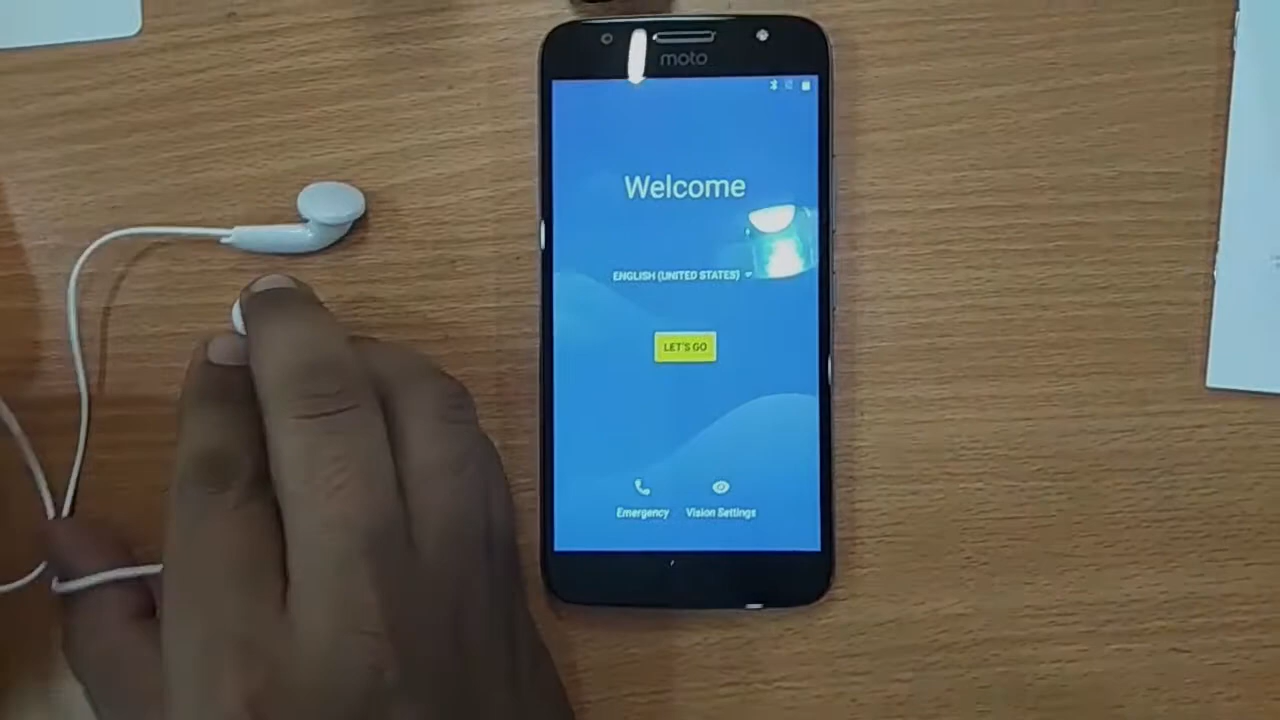 moto
Welcome
ENGLISH (UNITED STATES)
LET'S GO
Emergency
Vision Settings